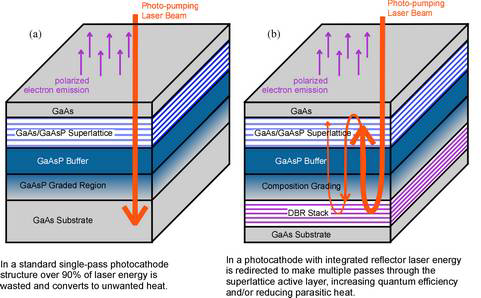 Photo-pumping
Laser Beam
(a)
polarized
electron emission
GaAs
GaAs/GaAsP Superlattice
GaAsP Buffer
GaAsP Graded Region
GaAs Substrate
In a standard single-pass photocathode
structure over 90% of laser energy is
wasted and converts to unwanted heat.
Photo-pumping
Laser Beam
(b)
polarized
electron emission
GaAs
GaAs/GaAsP Superlattice
GaAsP Buffer
Composition Grading
DBR Stack
GaAs Substrate
In a photocathode with integrated reflector laser energy
is redirected to make multiple passes through the
superlattice active layer, increasing quantum efficiency
and/or reducing parasitic heat.